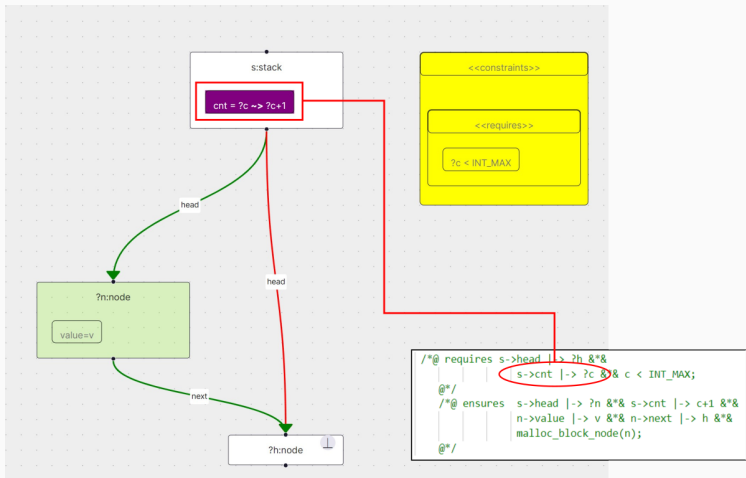 s:stack
cnt = ?c ~> ?c+1
<<constraints>>
<<requires>>
?c < INT_MAX
head
head
?n:node
value=v
next
?h:node
/*@ requires s->head |-> ?h &*&
s->cnt |-> ?c &*& c < INT_MAX;
@*/
/*@ ensures s->head |-> ?n &*& s->cnt |-> c+1 &*&
n->value |-> v &*& n->next |-> h &*&
malloc_block_node(n);
@*/